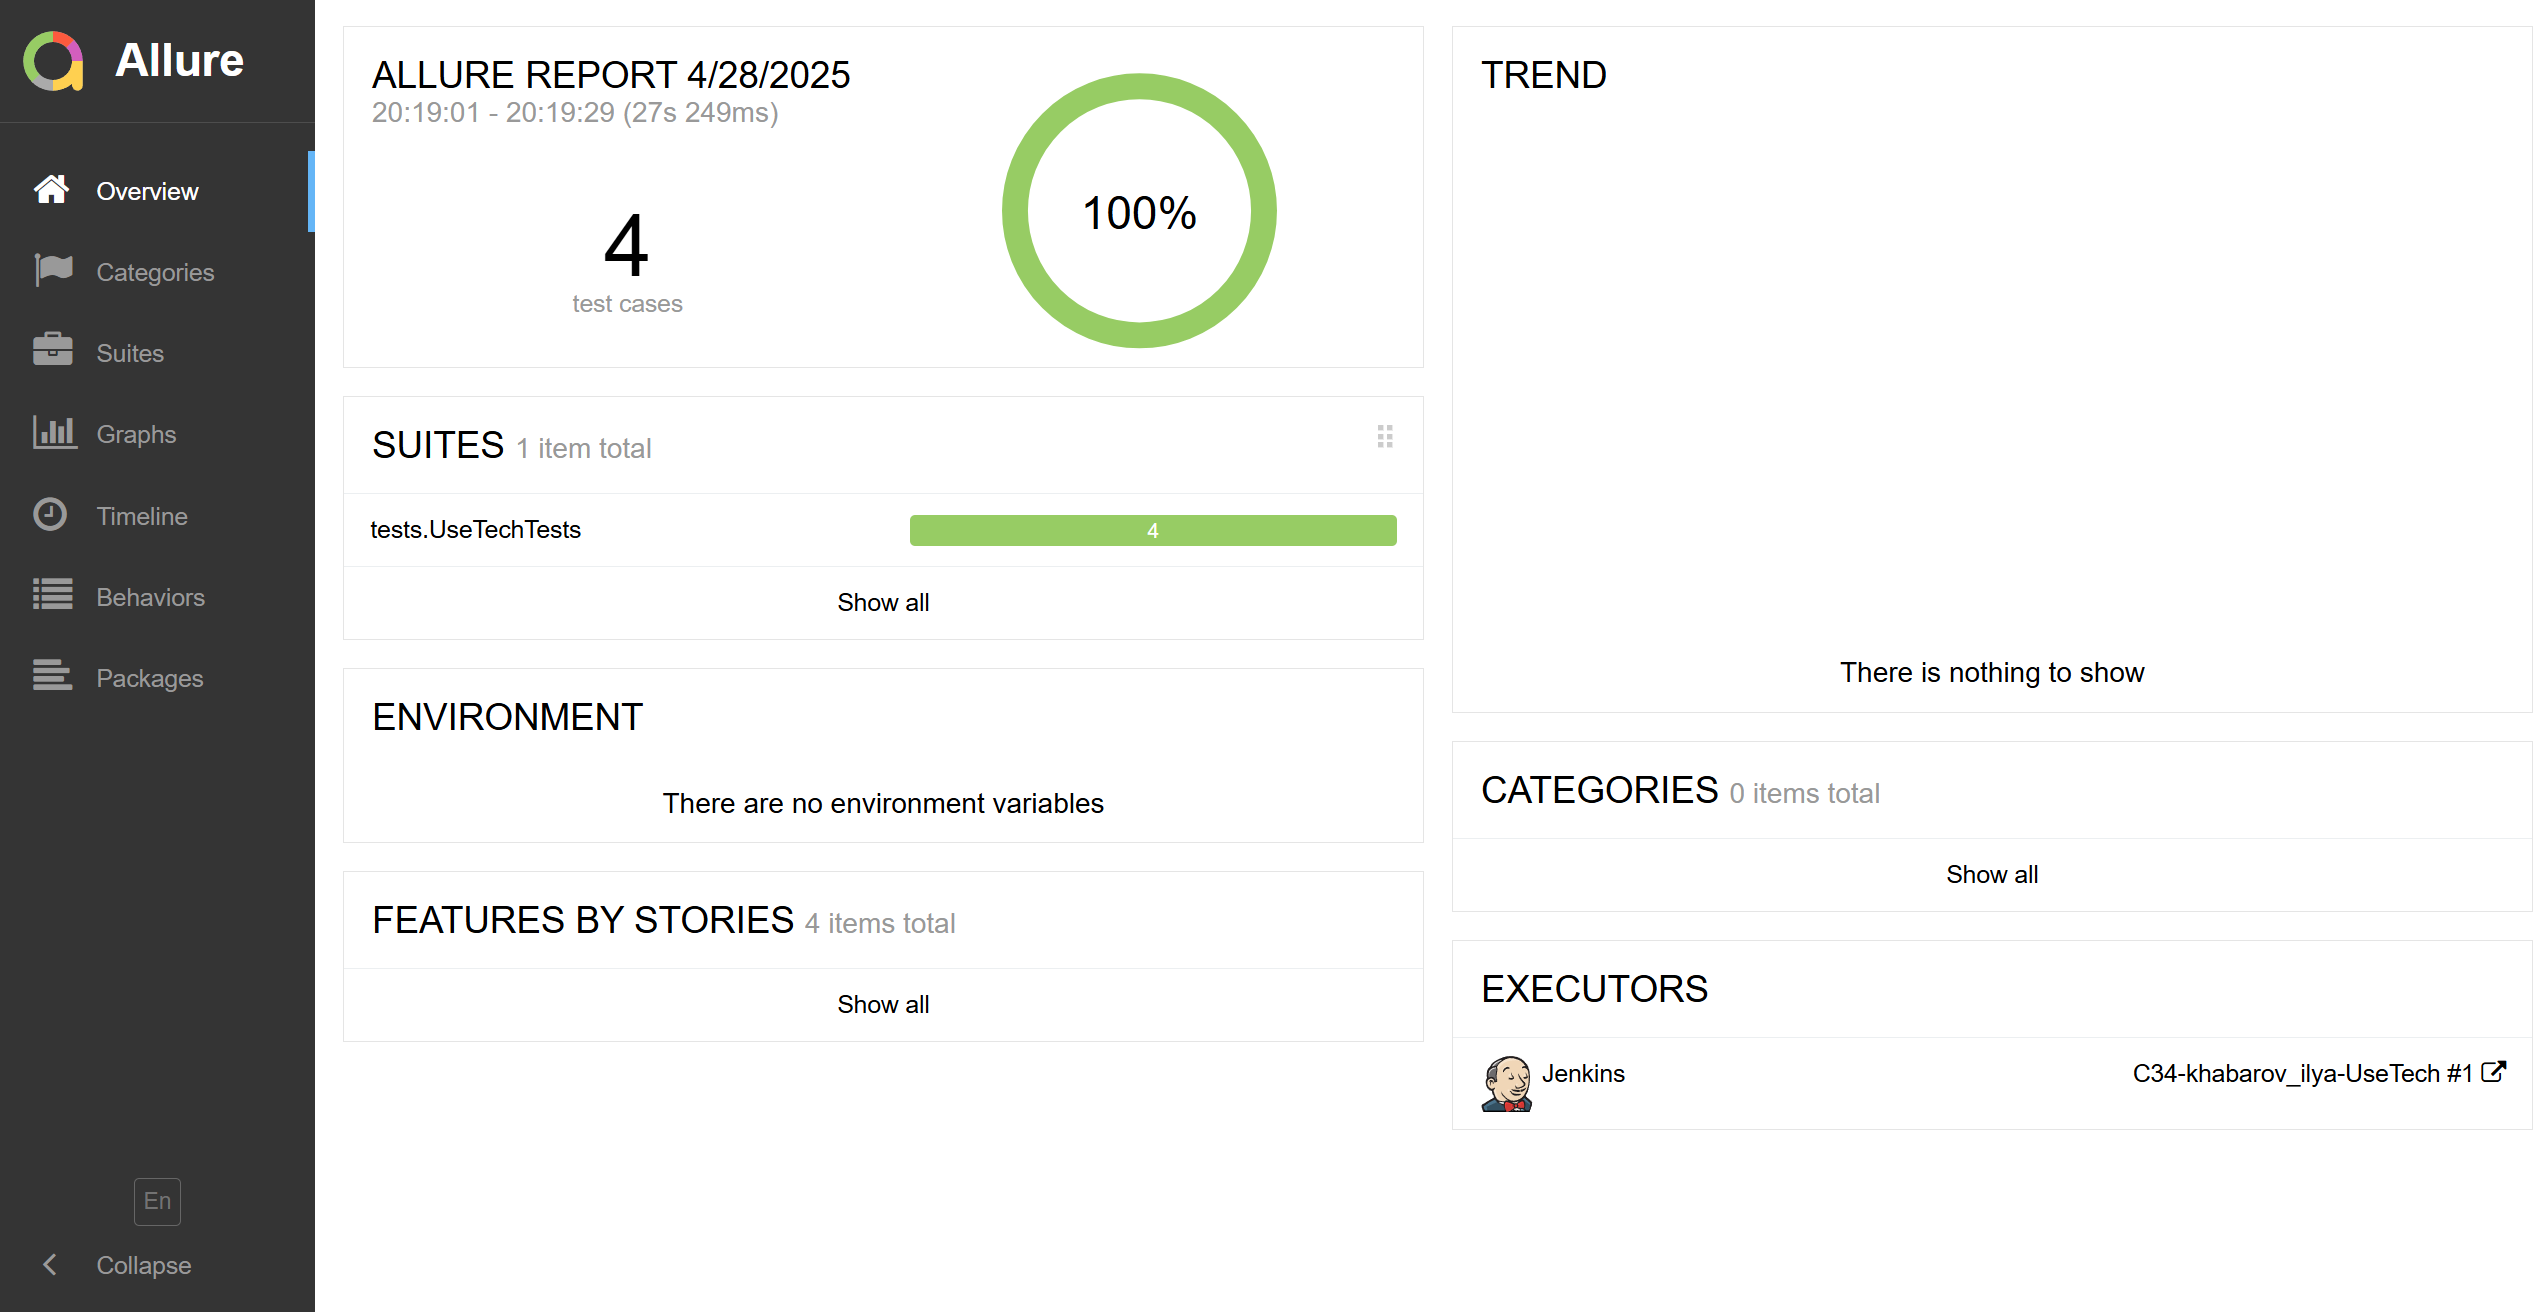 Allure
Overview
Categories
Suites
Graphs
Timeline
Behaviors
Packages
En
Collapse
ALLURE REPORT 4/28/2025
20:19:01 - 20:19:29 (27s 249ms)
4
test cases
100%
SUITES 1 item total
tests.UseTechTests 4
Show all
ENVIRONMENT
There are no environment variables
FEATURES BY STORIES 4 items total
Show all
TREND
There is nothing to show
CATEGORIES 0 items total
Show all
EXECUTORS
Jenkins C34-khabarov_ilya-UseTech #1